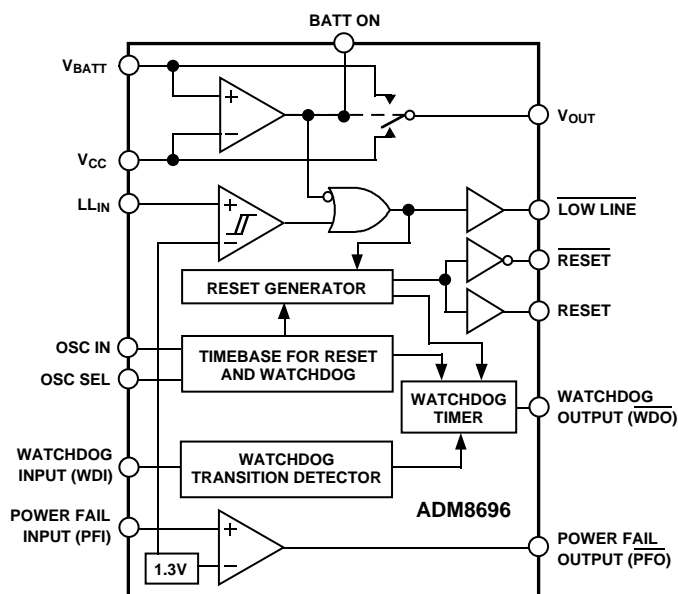 BATT ON
VBATT
VOUT
VCC
LLIN
LOW LINE
RESET
RESET GENERATOR
RESET
OSC IN
OSC SEL
TIMEBASE FOR RESET
AND WATCHDOG
WATCHDOG
TIMER
WATCHDOG
OUTPUT (WDO)
WATCHDOG
INPUT (WDI)
WATCHDOG
TRANSITION DETECTOR
ADM8696
POWER FAIL
INPUT (PFI)
1.3V
POWER FAIL
OUTPUT (PFO)